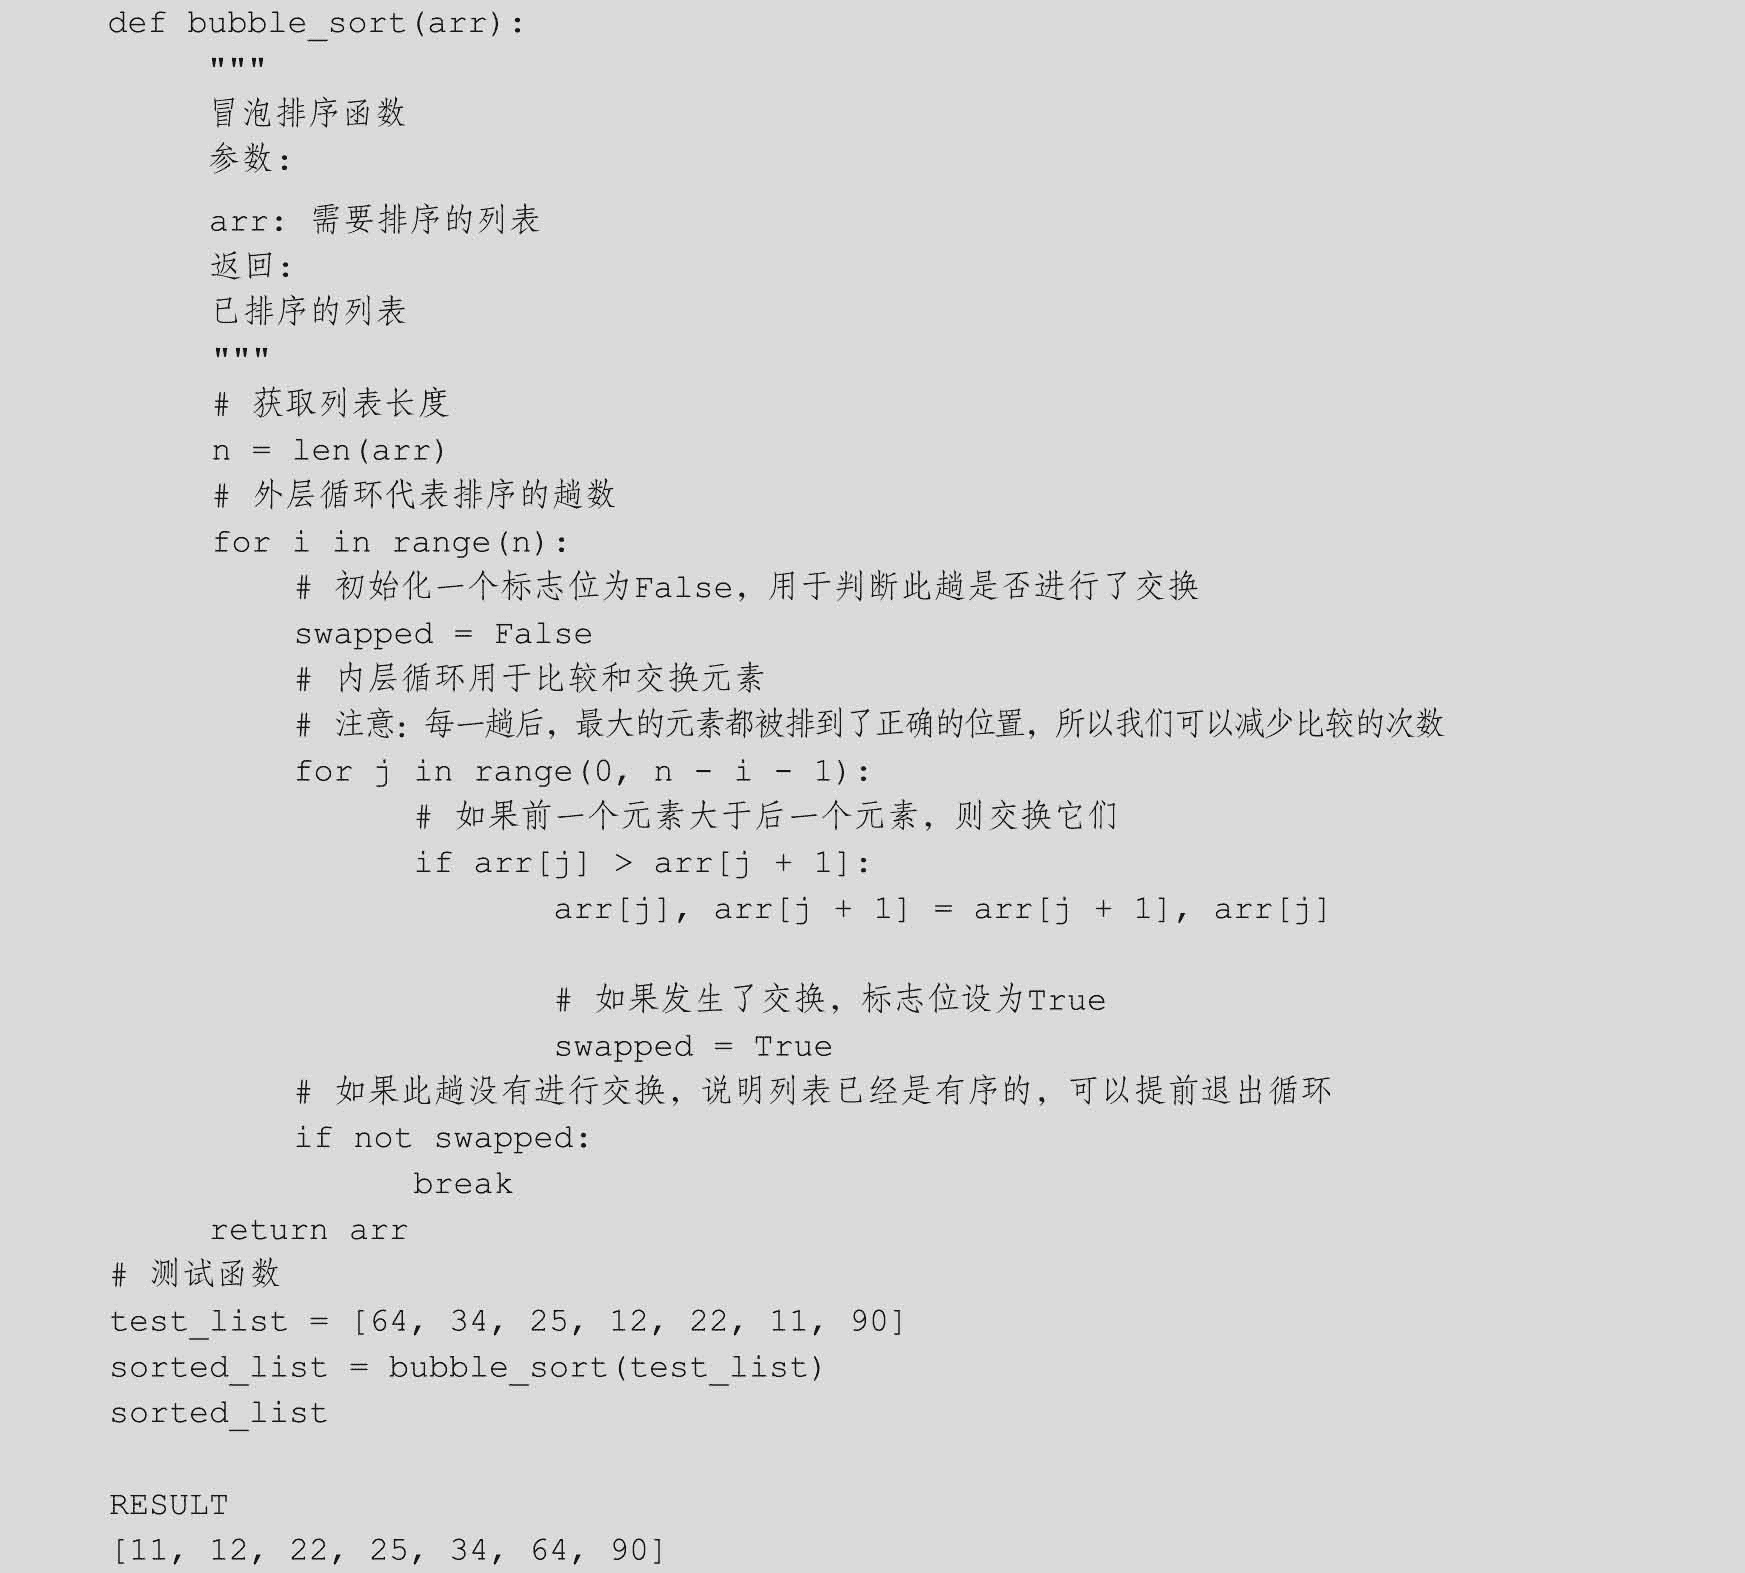 def bubble_sort(arr):
"""
冒泡排序函数
参数:
arr: 需要排序的列表
返回:
已排序的列表
"""
# 获取列表长度
n = len(arr)
# 外层循环代表排序的趟数
for i in range(n):
# 初始化一个标志位为False，用于判断此趟是否进行了交换
swapped = False
# 内层循环用于比较和交换元素
# 注意：每一趟后，最大的元素都被排到了正确的位置，所以我们可以减少比较的次数
for j in range(0, n - i - 1):
# 如果前一个元素大于后一个元素，则交换它们
if arr[j] > arr[j + 1]:
arr[j], arr[j + 1] = arr[j + 1], arr[j]
# 如果发生了交换，标志位设为True
swapped = True
# 如果此趟没有进行交换，说明列表已经是有序的，可以提前退出循环
if not swapped:
break
return arr
# 测试函数
test_list = [64, 34, 25, 12, 22, 11, 90]
sorted_list = bubble_sort(test_list)
sorted_list
RESULT
[11, 12, 22, 25, 34, 64, 90]